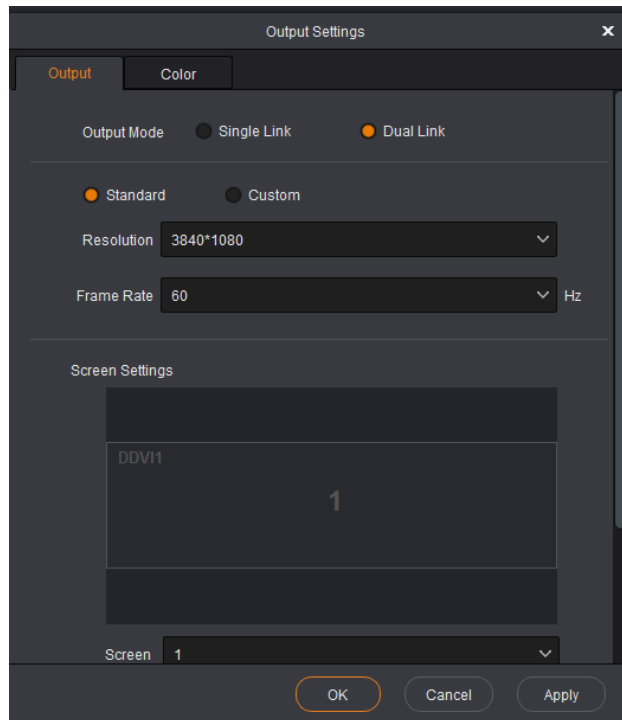 Output Settings x
Output Color
Output Mode Single Link Dual Link
Standard Custom
Resolution 3840*1080
Frame Rate 60 Hz
Screen Settings
DDVI1
1
Screen 1
OK Cancel Apply